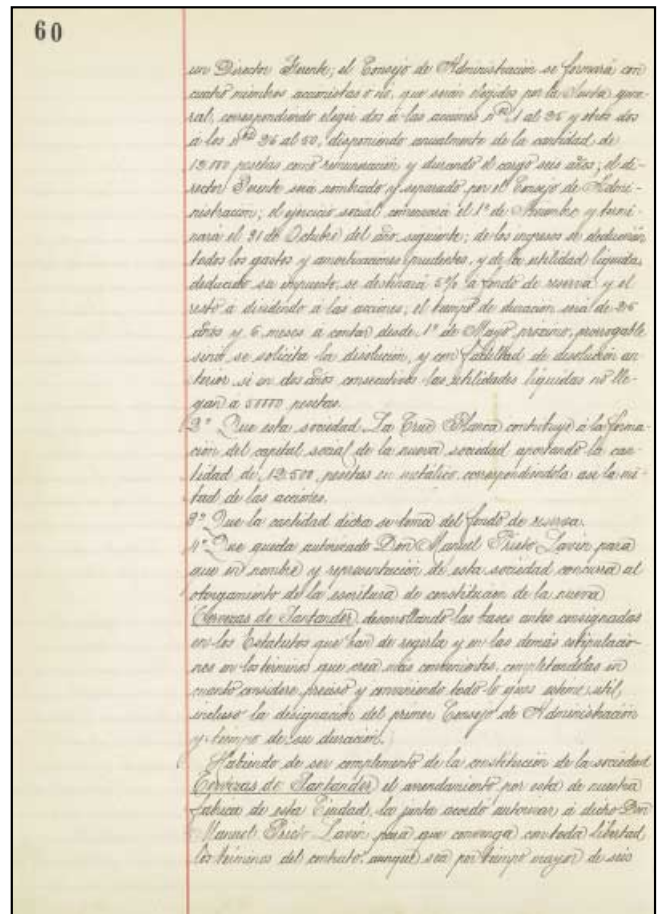 60
un Director Gerente; el Consejo de Administración se formará con
cuatro miembros accionistas o no, que serán elegidos por la Junta gene-
ral, correspondiendo elegir dos á las acciones nos 1 al 25 y otros dos
á los nos 26 al 50, disponiendo anualmente de la cantidad de
12.000 pesetas como remuneración y durando el cargo seis años; el di-
rector Gerente será nombrado y separado por el Consejo de Admi-
nistración; el ejercicio social comenzará el 1º de Noviembre y termi-
nará el 31 de Octubre del año siguiente; de los ingresos se deducirán
todos los gastos y amortizaciones prudentes, y de la utilidad líquida,
deducido su impuesto, se destinará 5% a fondo de reserva y el
resto á dividendo á las acciones; el tiempo de duración será de 25
años y 6 meses á contar desde 1º de Mayo próximo, prorrogable
si no se solicita la disolución, y con facultad de disolución an-
terior si en dos años consecutivos las utilidades líquidas no lle-
gan á 50000 pesetas.
2º Que esta sociedad La Cruz Blanca contribuye á la forma-
ción del capital social de la nueva sociedad aportando la can-
tidad de 12.500 pesetas en metálico correspondiéndola así la mi-
tad de las acciones.
3º Que la cantidad dicha se toma del fondo de reserva.
4º Que queda autorizado Don Manuel Prieto Lavin para
que en nombre y representación de esta sociedad concurra al
otorgamiento de la escritura de constitución de la nueva
Cervezas de Santander, desarrollando las bases antes consignadas
en los Estatutos que han de regirla y en las demás estipulacio-
nes en los términos que crea más convenientes, completándolas en
cuanto considere preciso y conviniendo todo lo que estime útil,
incluso la designación del primer Consejo de Administración
y tiempo de su duración.
Habiendo de ser complemento de la constitución de la sociedad
Cervezas de Santander el arrendamiento por esta de nuestra
fábrica de esta Ciudad, la junta acordó autorizar á dicho Don
Manuel Prieto Lavin para que convenga con toda libertad
los términos del contrato, aunque sea por tiempo mayor de seis